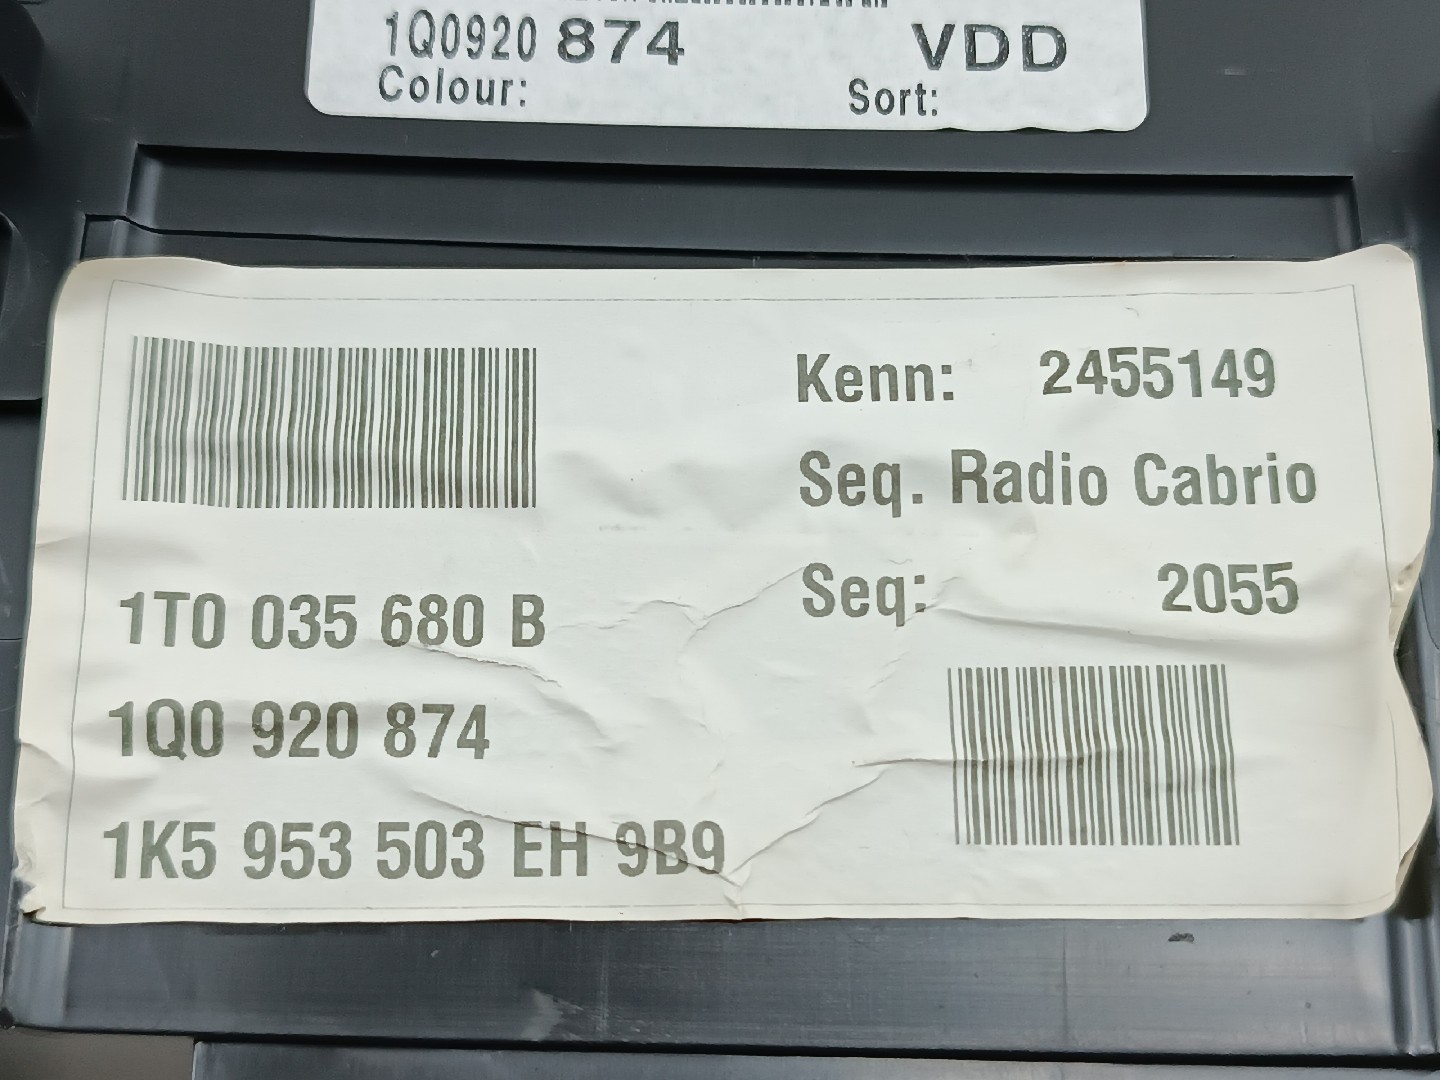 1Q0920 874 VDD
Colour: Sort:
Kenn: 2455149
Seq. Radio Cabrio
Seq: 2055
1T0 035 680 B
1Q0 920 874
1K5 953 503 EH 9B9